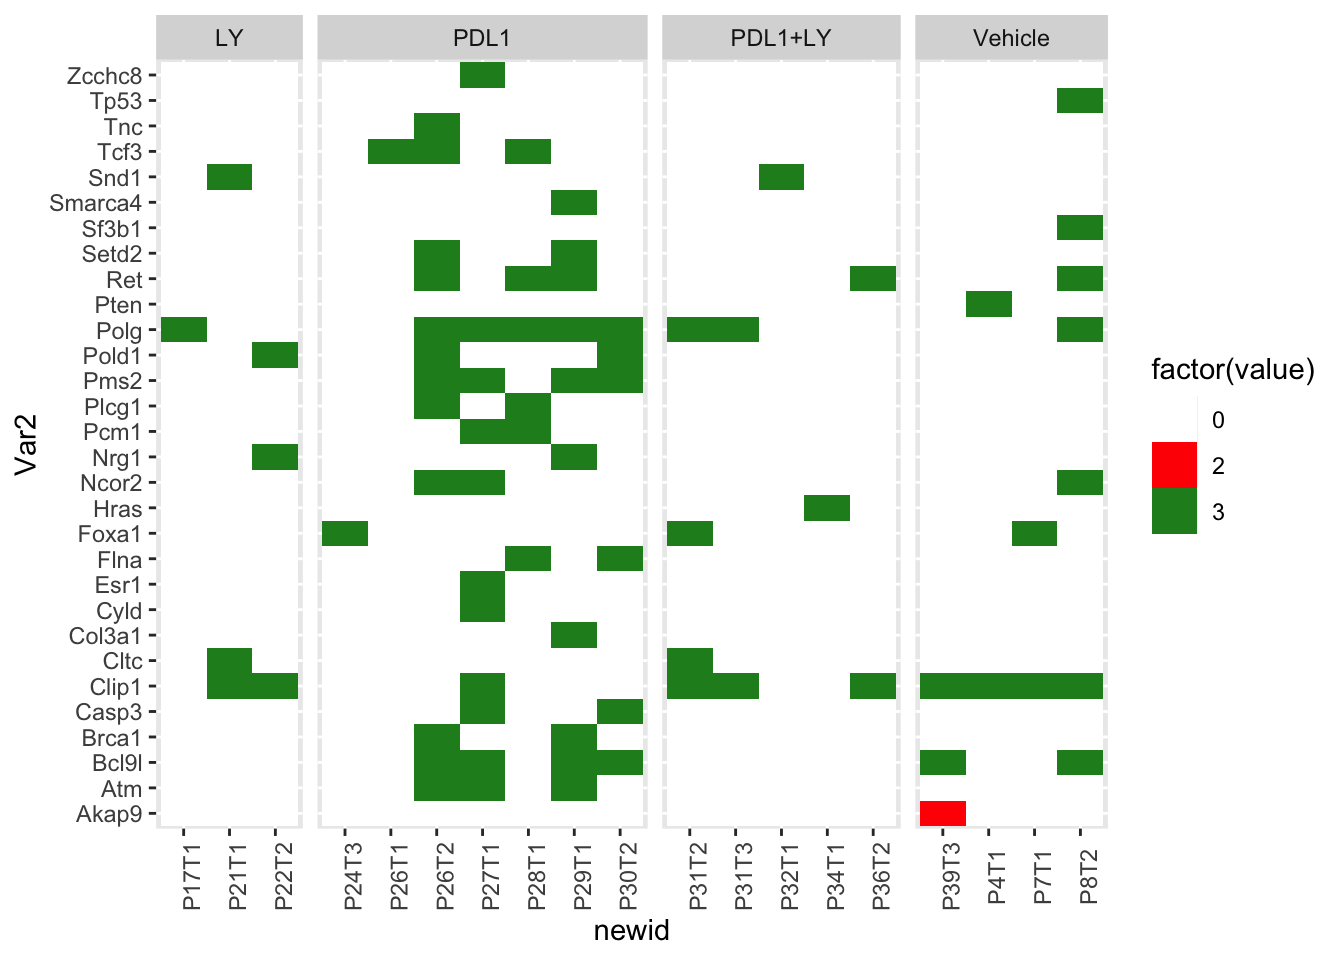 LY
PDL1
PDL1+LY
Vehicle
Zcchc8
Tp53
Tnc
Tcf3
Snd1
Smarca4
Sf3b1
Setd2
Ret
Pten
Polg
Pold1
Pms2
Plcg1
Pcm1
Nrg1
Ncor2
Hras
Foxa1
Flna
Esr1
Cyld
Col3a1
Cltc
Clip1
Casp3
Brca1
Bcl9l
Atm
Akap9
Var2
P17T1
P21T1
P22T2
P24T3
P26T1
P26T2
P27T1
P28T1
P29T1
P30T2
P31T2
P31T3
P32T1
P34T1
P36T2
P39T3
P4T1
P7T1
P8T2
newid
factor(value)
0
2
3